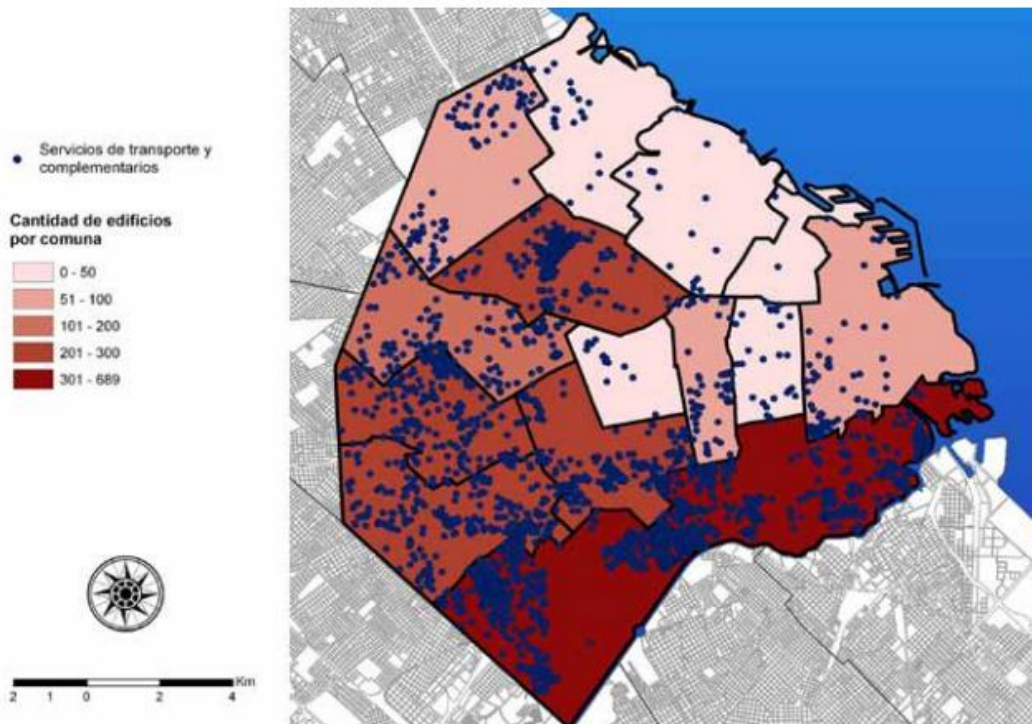 Servicios de transporte y
complementarios
Cantidad de edificios
por comuna
0 - 50
51 - 100
101 - 200
201 - 300
301 - 689
Km
2 1 0 2 4